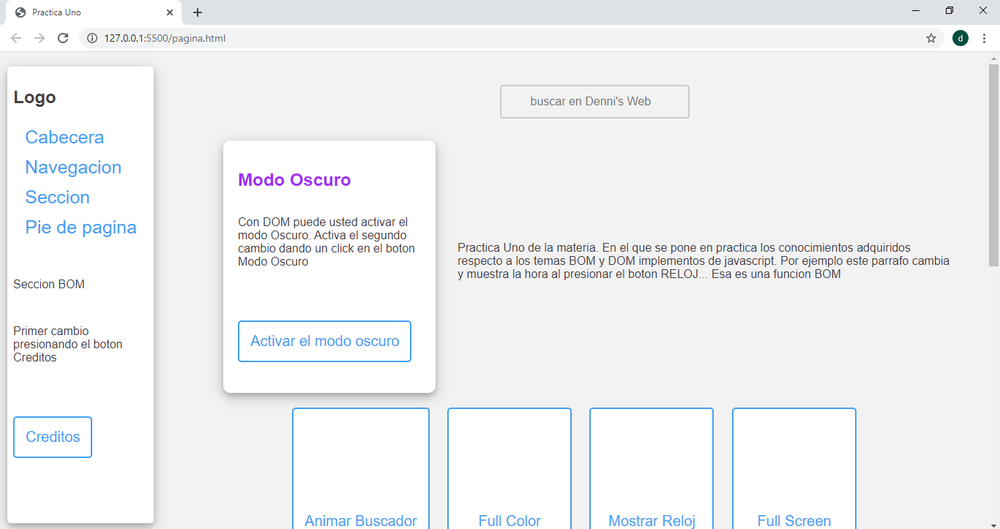 Practica Uno
127.0.0.1:5500/pagina.html
d
Logo
Cabecera
Navegacion
Seccion
Pie de pagina
Seccion BOM
Primer cambio
presionando el boton
Creditos
Creditos
buscar en Denni's Web
Modo Oscuro
Con DOM puede usted activar el
modo Oscuro. Activa el segundo
cambio dando un click en el boton
Modo Oscuro
Activar el modo oscuro
Practica Uno de la materia. En el que se pone en practica los conocimientos adquiridos
respecto a los temas BOM y DOM implementos de javascript. Por ejemplo este parrafo cambia
y muestra la hora al presionar el boton RELOJ... Esa es una funcion BOM
Animar Buscador
Full Color
Mostrar Reloj
Full Screen